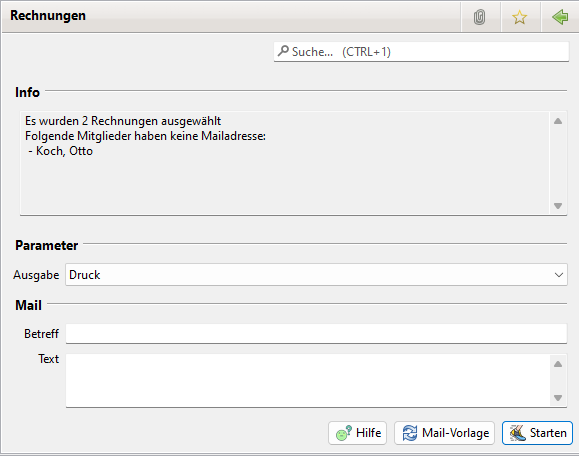 Rechnungen
Suche... (CTRL+1)
Info
Es wurden 2 Rechnungen ausgewählt
Folgende Mitglieder haben keine Mailadresse:
- Koch, Otto
Parameter
Ausgabe Druck
Mail
Betreff
Text
Hilfe Mail-Vorlage Starten